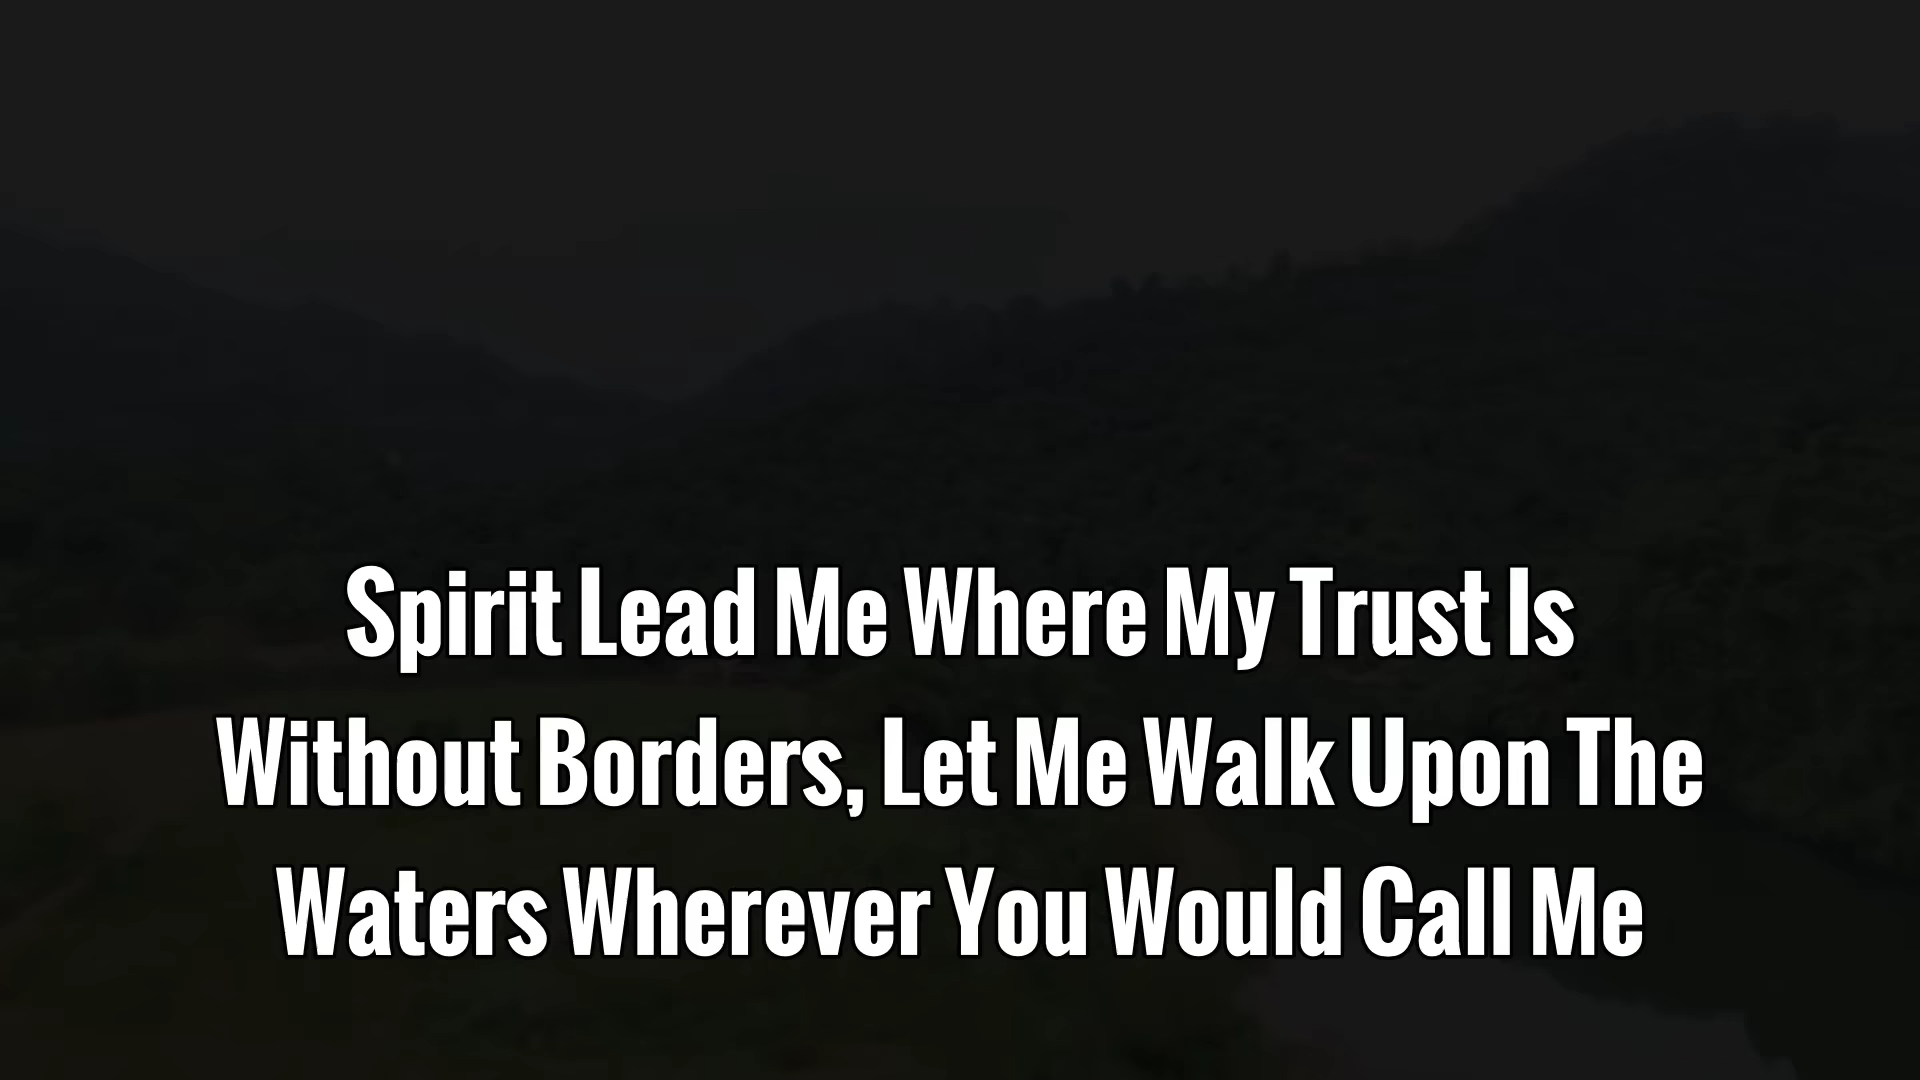 Spirit Lead Me Where My Trust Is
Without Borders, Let Me Walk Upon The
Waters Wherever You Would Call Me